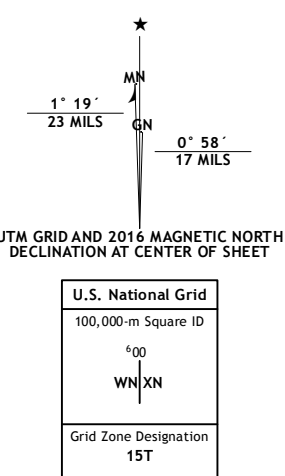 ★
MN
1° 19´
23 MILS
GN
0° 58´
17 MILS
UTM GRID AND 2016 MAGNETIC NORTH
DECLINATION AT CENTER OF SHEET
U.S. National Grid
100,000-m Square ID
⁶00
WN XN
Grid Zone Designation
15T